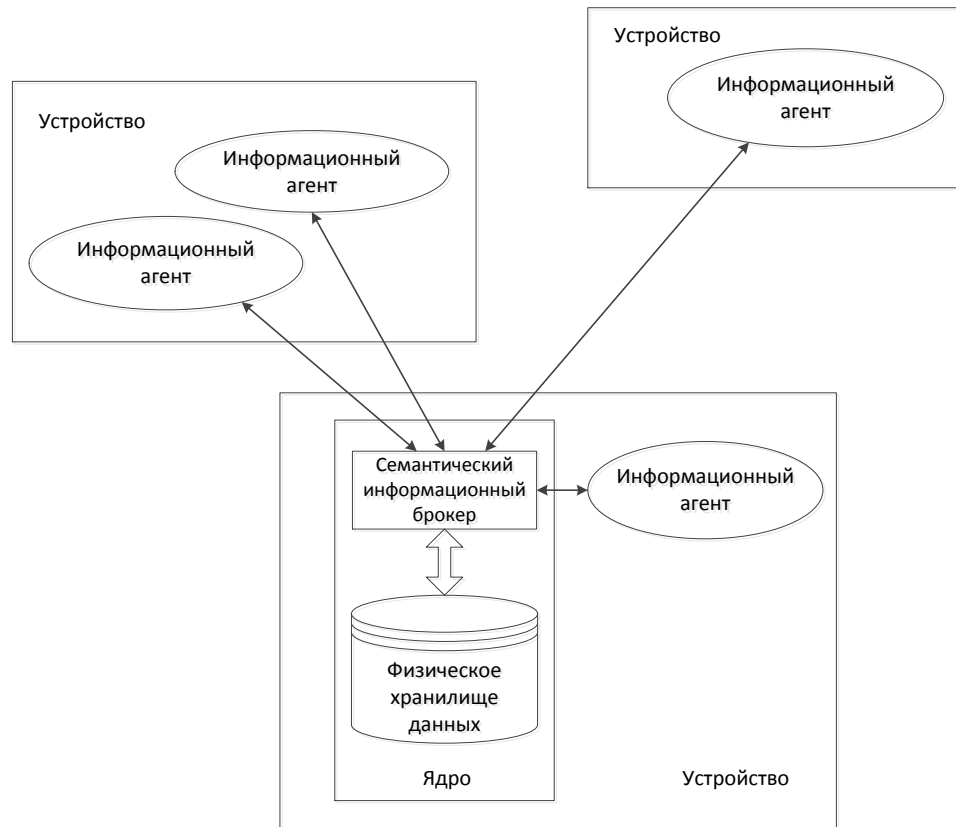 Устройство
Информационный
агент
Устройство
Информационный
агент
Информационный
агент
Семантический
информационный
брокер
Информационный
агент
Физическое
хранилище
данных
Ядро
Устройство